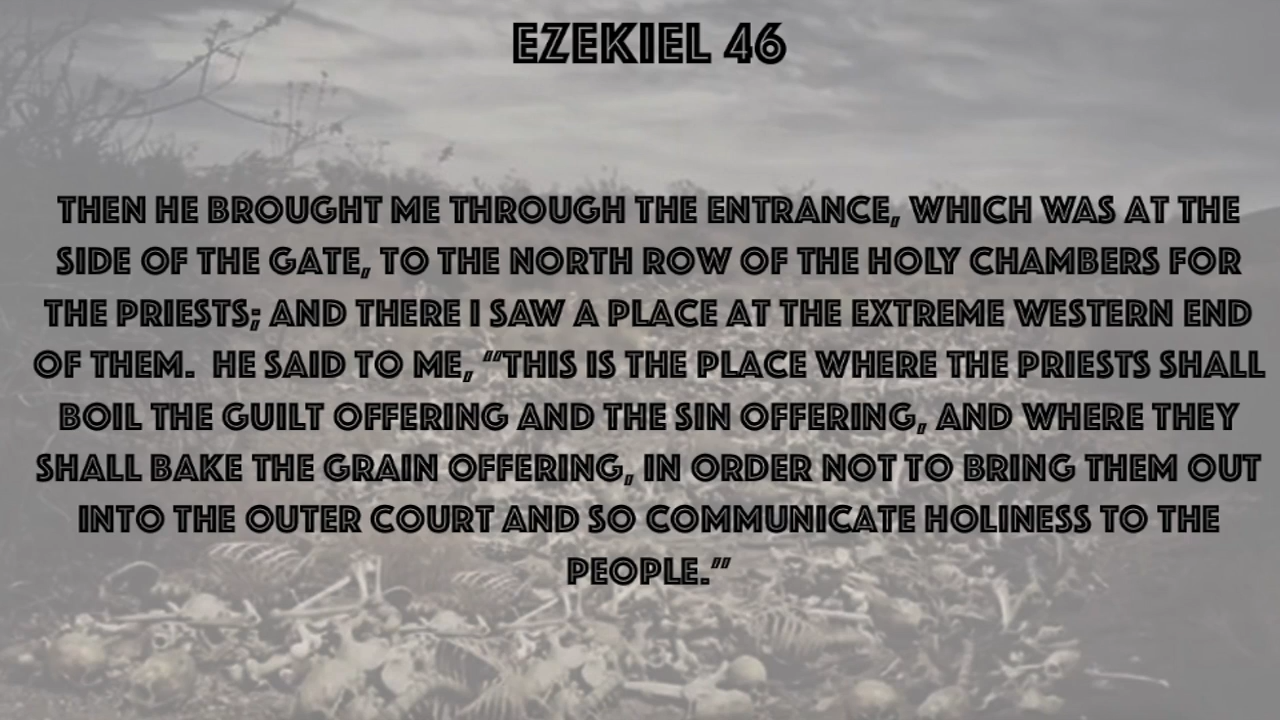 EZEKIEL 46
THEN HE BROUGHT ME THROUGH THE ENTRANCE, WHICH WAS AT THE
SIDE OF THE GATE, TO THE NORTH ROW OF THE HOLY CHAMBERS FOR
THE PRIESTS; AND THERE I SAW A PLACE AT THE EXTREME WESTERN END
OF THEM.  HE SAID TO ME, “THIS IS THE PLACE WHERE THE PRIESTS SHALL
BOIL THE GUILT OFFERING AND THE SIN OFFERING, AND WHERE THEY
SHALL BAKE THE GRAIN OFFERING, IN ORDER NOT TO BRING THEM OUT
INTO THE OUTER COURT AND SO COMMUNICATE HOLINESS TO THE
PEOPLE.”